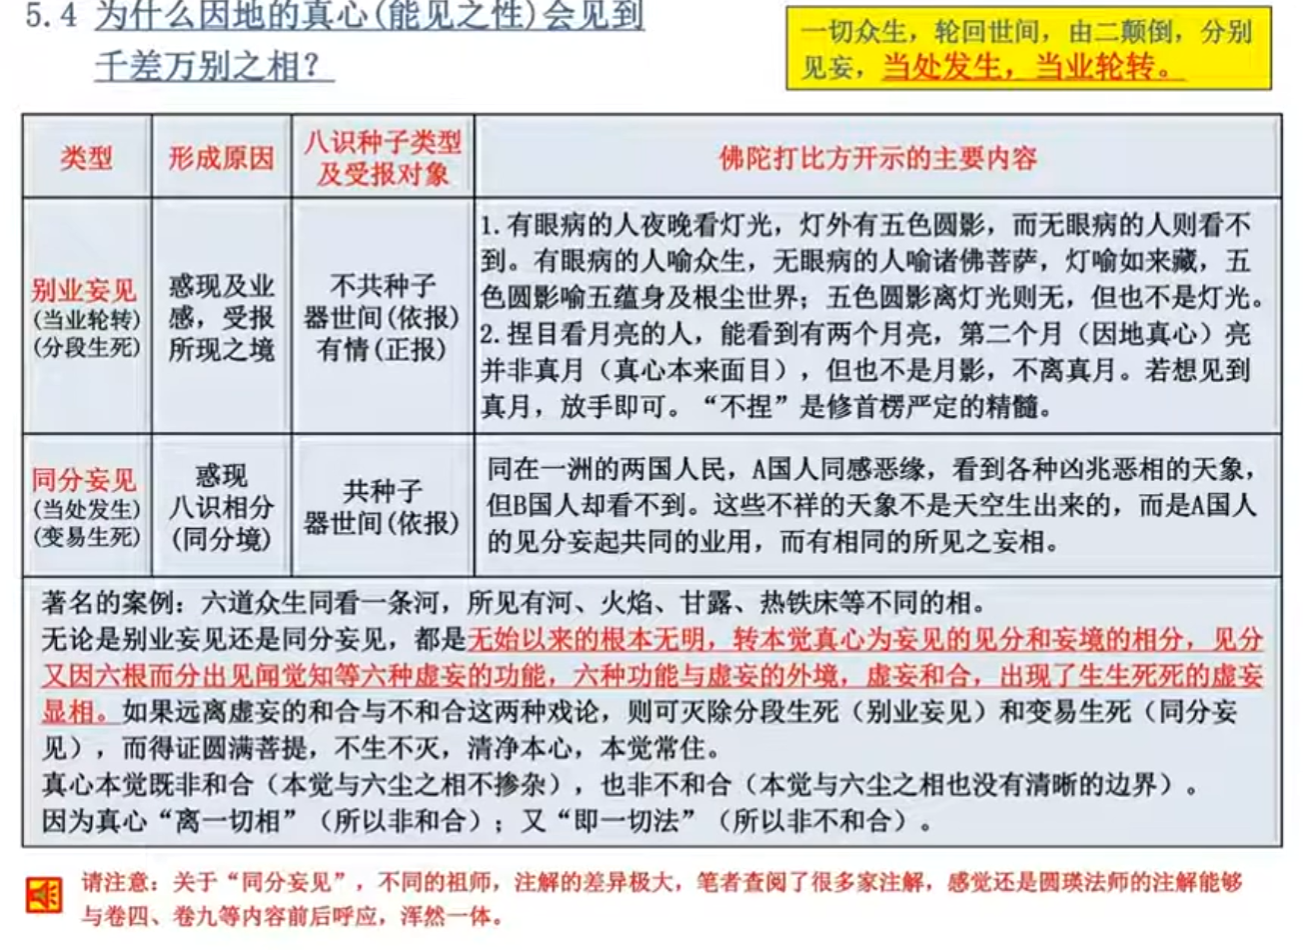 5.4 为什么因地的真心(能见之性)会见到
千差万别之相？
一切众生，轮回世间，由二颠倒，分别
见妄，当处发生，当业轮转。
类型
形成原因
八识种子类型
及受报对象
佛陀打比方开示的主要内容
别业妄见
(当业轮转)
(分段生死)
惑现及业
感，受报
所现之境
不共种子
器世间(依报)
有情(正报)
1.有眼病的人夜晚看灯光，灯外有五色圆影，而无眼病的人则看不
到。有眼病的人喻众生，无眼病的人喻诸佛菩萨，灯喻如来藏，五
色圆影喻五蕴身及根尘世界；五色圆影离灯光则无，但也不是灯光。
2.捏目看月亮的人，能看到有两个月亮，第二个月（因地真心）亮
并非真月（真心本来面目），但也不是月影，不离真月。若想见到
真月，放手即可。“不捏”是修首楞严定的精髓。
同分妄见
(当处发生)
(变易生死)
惑现
八识相分
(同分境)
共种子
器世间(依报)
同在一洲的两国人民，A国人同感恶缘，看到各种凶兆恶相的天象，
但B国人却看不到。这些不祥的天象不是天空生出来的，而是A国人
的见分妄起共同的业用，而有相同的所见之妄相。
著名的案例：六道众生同看一条河，所见有河、火焰、甘露、热铁床等不同的相。
无论是别业妄见还是同分妄见，都是无始以来的根本无明，转本觉真心为妄见的见分和妄境的相分，见分
又因六根而分出见闻觉知等六种虚妄的功能，六种功能与虚妄的外境，虚妄和合，出现了生生死死的虚妄
显相。如果远离虚妄的和合与不和合这两种戏论，则可灭除分段生死（别业妄见）和变易生死（同分妄
见），而得证圆满菩提，不生不灭，清净本心，本觉常住。
真心本觉既非和合（本觉与六尘之相不掺杂），也非不和合（本觉与六尘之相也没有清晰的边界）。
因为真心“离一切相”（所以非和合）；又“即一切法”（所以非不和合）。
请注意：关于“同分妄见”，不同的祖师，注解的差异极大，笔者查阅了很多家注解，感觉还是圆瑛法师的注解能够
与卷四、卷九等内容前后呼应，浑然一体。